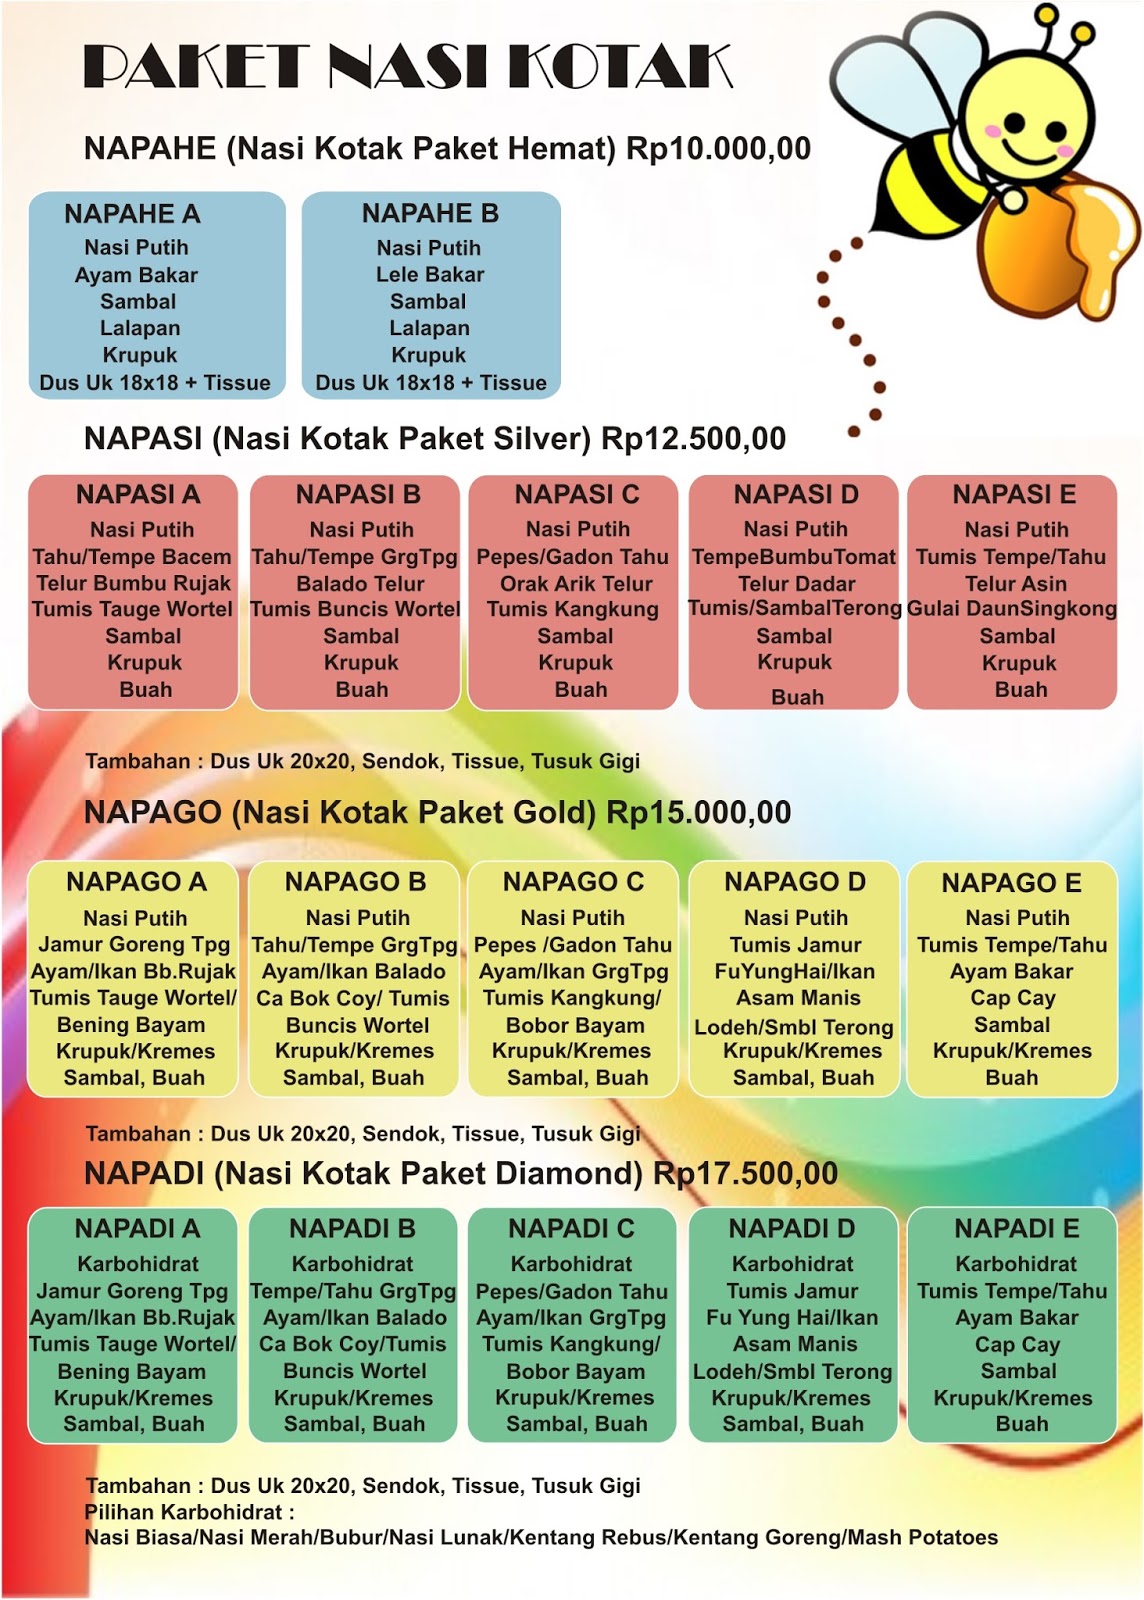 PAKET NASI KOTAK
NAPAHE (Nasi Kotak Paket Hemat) Rp10.000,00
NAPAHE A
Nasi Putih
Ayam Bakar
Sambal
Lalapan
Krupuk
Dus Uk 18x18 + Tissue
NAPAHE B
Nasi Putih
Lele Bakar
Sambal
Lalapan
Krupuk
Dus Uk 18x18 + Tissue
NAPASI (Nasi Kotak Paket Silver) Rp12.500,00
NAPASI A
Nasi Putih
Tahu/Tempe Bacem
Telur Bumbu Rujak
Tumis Tauge Wortel
Sambal
Krupuk
Buah
NAPASI B
Nasi Putih
Tahu/Tempe GrgTpg
Balado Telur
Tumis Buncis Wortel
Sambal
Krupuk
Buah
NAPASI C
Nasi Putih
Pepes/Gadon Tahu
Orak Arik Telur
Tumis Kangkung
Sambal
Krupuk
Buah
NAPASI D
Nasi Putih
TempeBumbuTomat
Telur Dadar
Tumis/SambalTerong
Sambal
Krupuk
Buah
NAPASI E
Nasi Putih
Tumis Tempe/Tahu
Telur Asin
Gulai DaunSingkong
Sambal
Krupuk
Buah
Tambahan : Dus Uk 20x20, Sendok, Tissue, Tusuk Gigi
NAPAGO (Nasi Kotak Paket Gold) Rp15.000,00
NAPAGO A
Nasi Putih
Jamur Goreng Tpg
Ayam/Ikan Bb.Rujak
Tumis Tauge Wortel/
Bening Bayam
Krupuk/Kremes
Sambal, Buah
NAPAGO B
Nasi Putih
Tahu/Tempe GrgTpg
Ayam/Ikan Balado
Ca Bok Coy/ Tumis
Buncis Wortel
Krupuk/Kremes
Sambal, Buah
NAPAGO C
Nasi Putih
Pepes /Gadon Tahu
Ayam/Ikan GrgTpg
Tumis Kangkung/
Bobor Bayam
Krupuk/Kremes
Sambal, Buah
NAPAGO D
Nasi Putih
Tumis Jamur
FuYungHai/Ikan
Asam Manis
Lodeh/Smbl Terong
Krupuk/Kremes
Sambal, Buah
NAPAGO E
Nasi Putih
Tumis Tempe/Tahu
Ayam Bakar
Cap Cay
Sambal
Krupuk/Kremes
Buah
Tambahan : Dus Uk 20x20, Sendok, Tissue, Tusuk Gigi
NAPADI (Nasi Kotak Paket Diamond) Rp17.500,00
NAPADI A
Karbohidrat
Jamur Goreng Tpg
Ayam/Ikan Bb.Rujak
Tumis Tauge Wortel/
Bening Bayam
Krupuk/Kremes
Sambal, Buah
NAPADI B
Karbohidrat
Tempe/Tahu GrgTpg
Ayam/Ikan Balado
Ca Bok Coy/Tumis
Buncis Wortel
Krupuk/Kremes
Sambal, Buah
NAPADI C
Karbohidrat
Pepes/Gadon Tahu
Ayam/Ikan GrgTpg
Tumis Kangkung/
Bobor Bayam
Krupuk/Kremes
Sambal, Buah
NAPADI D
Karbohidrat
Tumis Jamur
Fu Yung Hai/Ikan
Asam Manis
Lodeh/Smbl Terong
Krupuk/Kremes
Sambal, Buah
NAPADI E
Karbohidrat
Tumis Tempe/Tahu
Ayam Bakar
Cap Cay
Sambal
Krupuk/Kremes
Buah
Tambahan : Dus Uk 20x20, Sendok, Tissue, Tusuk Gigi
Pilihan Karbohidrat :
Nasi Biasa/Nasi Merah/Bubur/Nasi Lunak/Kentang Rebus/Kentang Goreng/Mash Potatoes